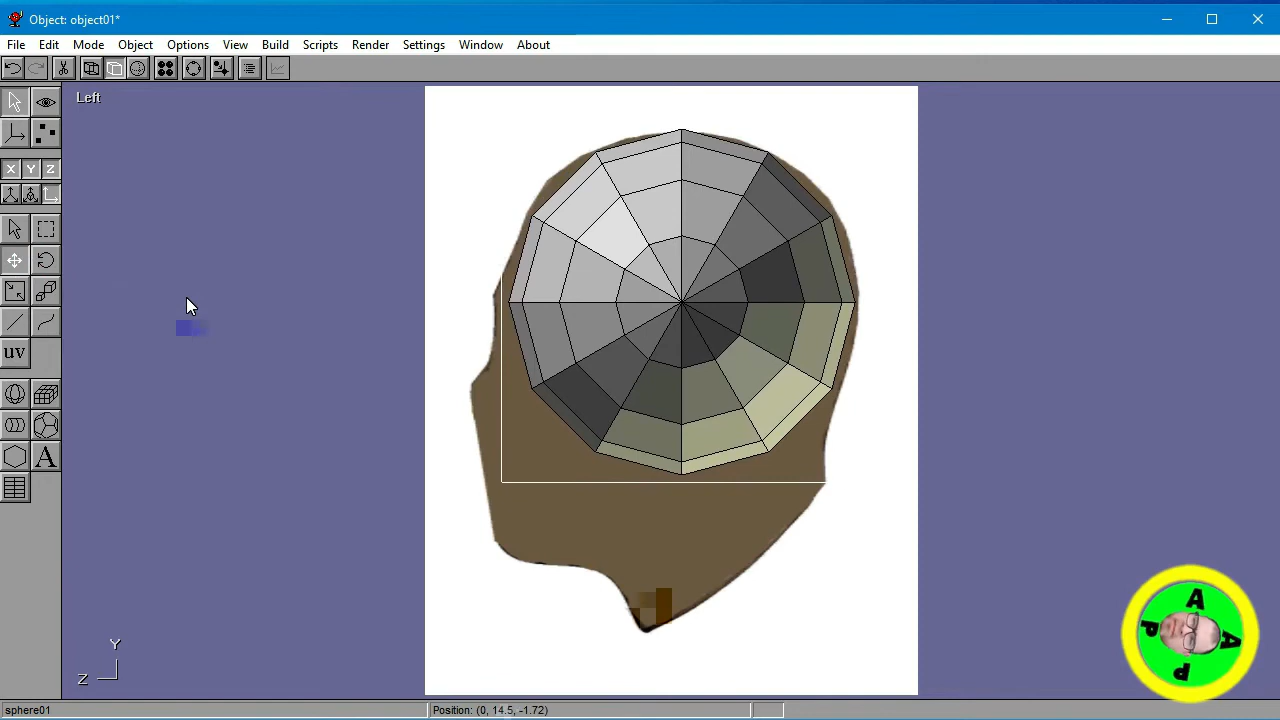 Object: object01*
File Edit Mode Object Options View Build Scripts Render Settings Window About
Left
X Y Z
uv
A
Y
Z
A
P A
P
sphere01 Position: (0, 14.5, -1.72)